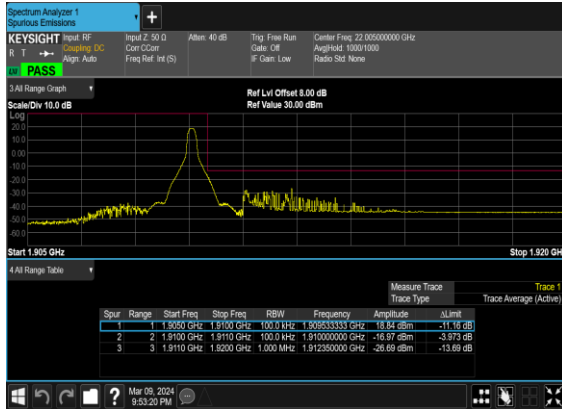 Spectrum Analyzer 1
Spurious Emissions
KEYSIGHT
R T
LW PASS
Input: RF
Coupling: DC
Align: Auto
Input Z: 50 Ω
Corr CCorr
Freq Ref: Int (S)
Atten: 40 dB
Trig: Free Run
Gate: Off
IF Gain: Low
Center Freq: 22.005000000 GHz
Avg|Hold: 1000/1000
Radio Std: None
3 All Range Graph
Scale/Div 10.0 dB
Ref Lvl Offset 8.00 dB
Ref Value 30.00 dBm
Log
20.0
10.0
0.00
-10.0
-20.0
-30.0
-40.0
-50.0
-60.0
Start 1.905 GHz
Stop 1.920 GH
4 All Range Table
Measure Trace Trace 1
Trace Type Trace Average (Active)
Spur Range Start Freq Stop Freq RBW Frequency Amplitude ΔLimit
1 1 1.9050 GHz 1.9100 GHz 100.0 kHz 1.909533333 GHz 18.84 dBm -11.16 dB
2 2 1.9100 GHz 1.9110 GHz 100.0 kHz 1.910000000 GHz -16.97 dBm -3.973 dB
3 3 1.9110 GHz 1.9200 GHz 1.000 MHz 1.912350000 GHz -26.69 dBm -13.69 dB
Mar 09, 2024
9:53:20 PM